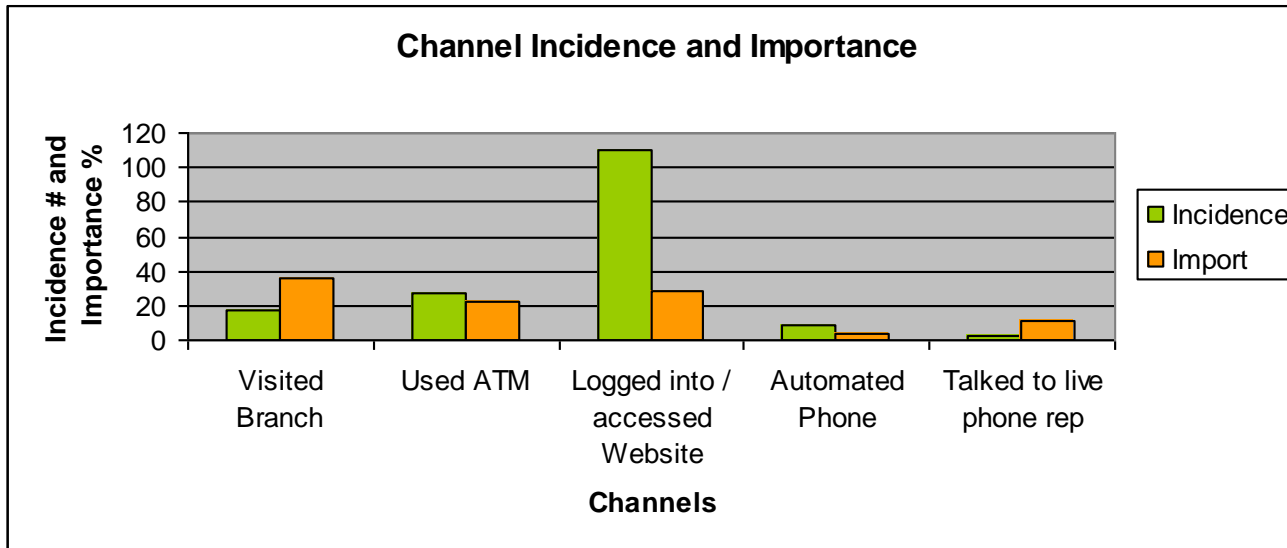 Channel Incidence and Importance
Incidence # and
Importance %
120
100
80
60
40
20
0
Visited
Branch
Used ATM
Logged into /
accessed
Website
Automated
Phone
Talked to live
phone rep
Channels
Incidence
Import